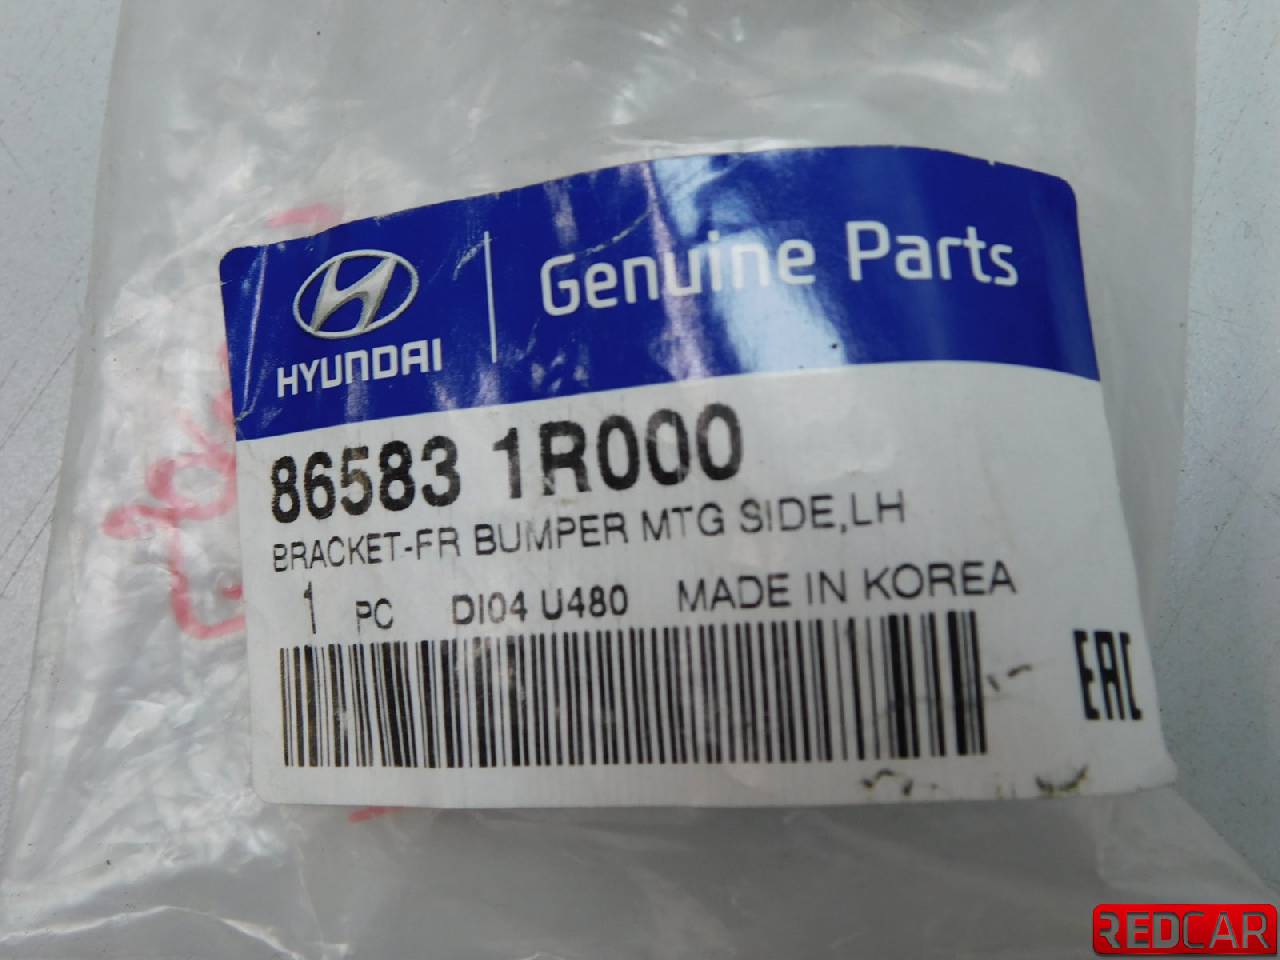 Genuine Parts
HYUNDAI
86583 1R000
BRACKET-FR BUMPER MTG SIDE,LH
1 PC DI04 U480 MADE IN KOREA
EAC
REDCAR